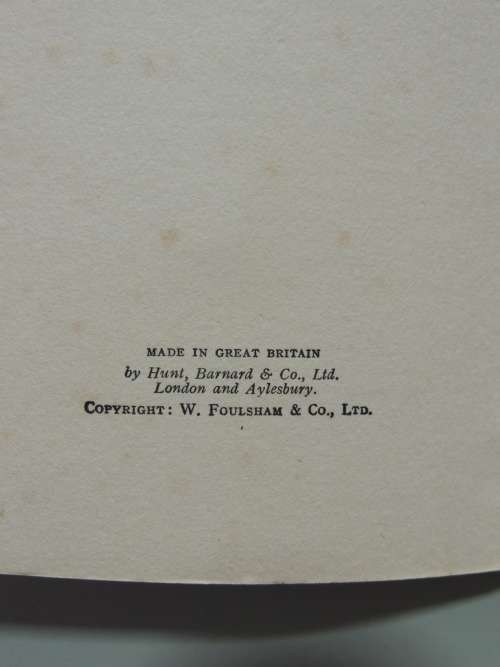 MADE IN GREAT BRITAIN
by Hunt, Barnard & Co., Ltd.
London and Aylesbury.
COPYRIGHT: W. FOULSHAM & CO., LTD.